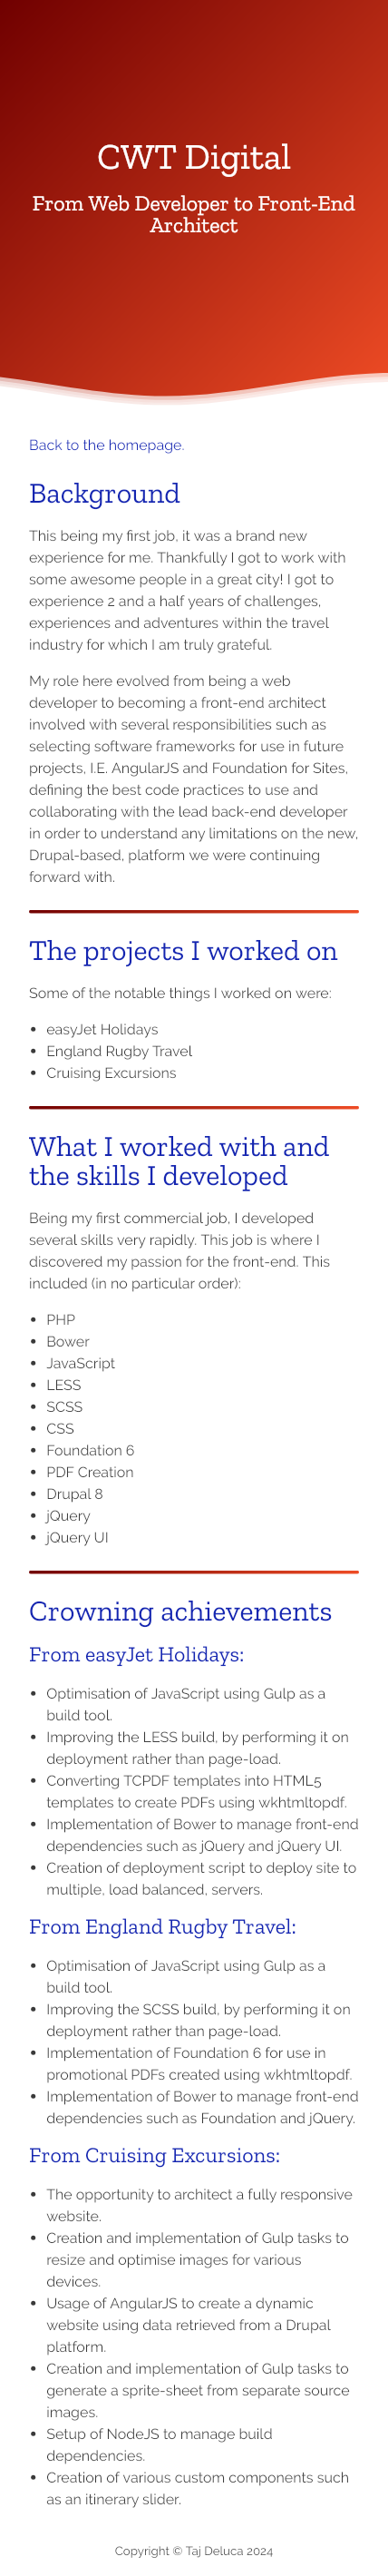 CWT Digital
From Web Developer to Front-End
Architect
Back to the homepage.
Background
This being my first job, it was a brand new
experience for me. Thankfully I got to work with
some awesome people in a great city! I got to
experience 2 and a half years of challenges,
experiences and adventures within the travel
industry for which I am truly grateful.
My role here evolved from being a web
developer to becoming a front-end architect
involved with several responsibilities such as
selecting software frameworks for use in future
projects, I.E. AngularJS and Foundation for Sites,
defining the best code practices to use and
collaborating with the lead back-end developer
in order to understand any limitations on the new,
Drupal-based, platform we were continuing
forward with.
The projects I worked on
Some of the notable things I worked on were:
• easyJet Holidays
• England Rugby Travel
• Cruising Excursions
What I worked with and
the skills I developed
Being my first commercial job, I developed
several skills very rapidly. This job is where I
discovered my passion for the front-end. This
included (in no particular order):
• PHP
• Bower
• JavaScript
• LESS
• SCSS
• CSS
• Foundation 6
• PDF Creation
• Drupal 8
• jQuery
• jQuery UI
Crowning achievements
From easyJet Holidays:
• Optimisation of JavaScript using Gulp as a
build tool.
• Improving the LESS build, by performing it on
deployment rather than page-load.
• Converting TCPDF templates into HTML5
templates to create PDFs using wkhtmltopdf.
• Implementation of Bower to manage front-end
dependencies such as jQuery and jQuery UI.
• Creation of deployment script to deploy site to
multiple, load balanced, servers.
From England Rugby Travel:
• Optimisation of JavaScript using Gulp as a
build tool.
• Improving the SCSS build, by performing it on
deployment rather than page-load.
• Implementation of Foundation 6 for use in
promotional PDFs created using wkhtmltopdf.
• Implementation of Bower to manage front-end
dependencies such as Foundation and jQuery.
From Cruising Excursions:
• The opportunity to architect a fully responsive
website.
• Creation and implementation of Gulp tasks to
resize and optimise images for various
devices.
• Usage of AngularJS to create a dynamic
website using data retrieved from a Drupal
platform.
• Creation and implementation of Gulp tasks to
generate a sprite-sheet from separate source
images.
• Setup of NodeJS to manage build
dependencies.
• Creation of various custom components such
as an itinerary slider.
Copyright © Taj Deluca 2024